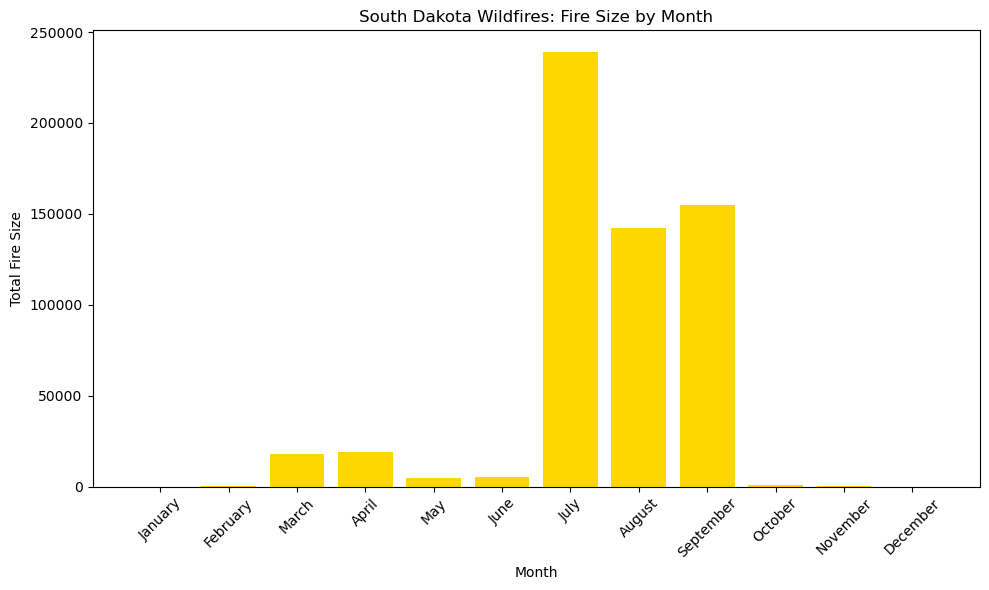 South Dakota Wildfires: Fire Size by Month
Total Fire Size
250000
200000
150000
100000
50000
0
January
February
March
April
May
June
July
August
September
October
November
December
Month